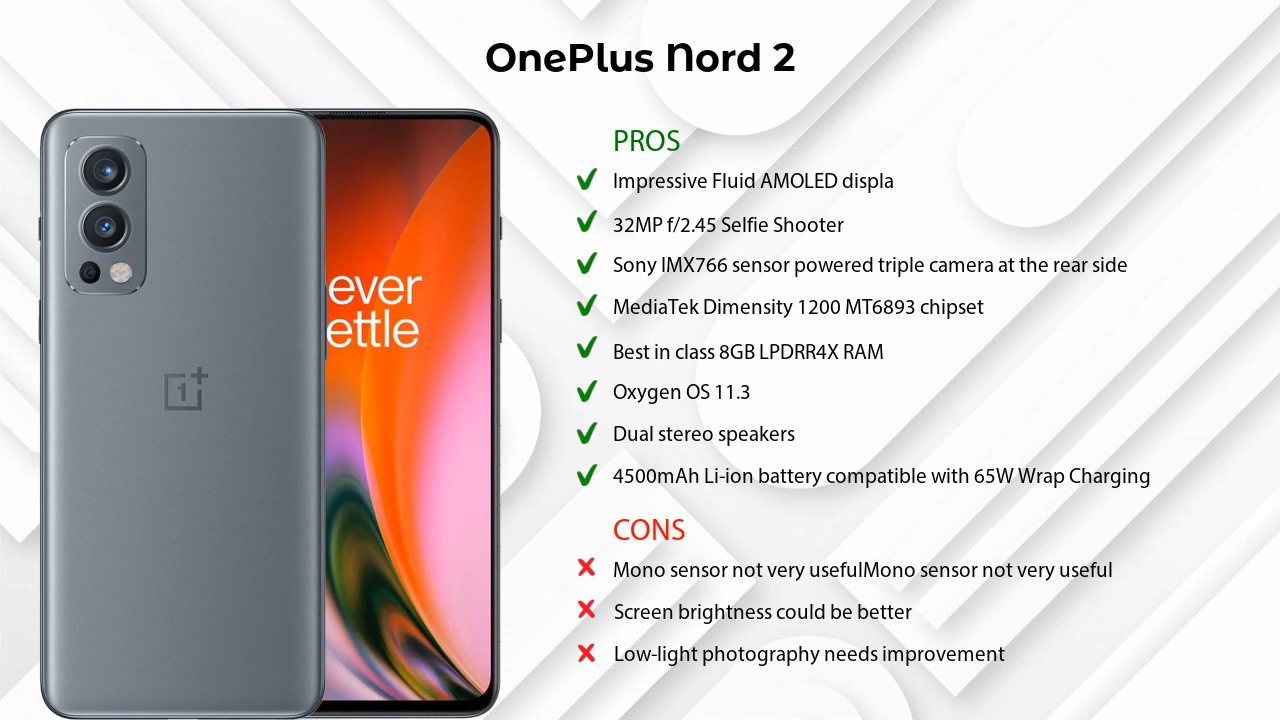 OnePlus Nord 2
PROS
Impressive Fluid AMOLED displa
32MP f/2.45 Selfie Shooter
Sony IMX766 sensor powered triple camera at the rear side
MediaTek Dimensity 1200 MT6893 chipset
Best in class 8GB LPDRR4X RAM
Oxygen OS 11.3
Dual stereo speakers
4500mAh Li-ion battery compatible with 65W Wrap Charging
CONS
Mono sensor not very usefulMono sensor not very useful
Screen brightness could be better
Low-light photography needs improvement
ever
ettle
1+